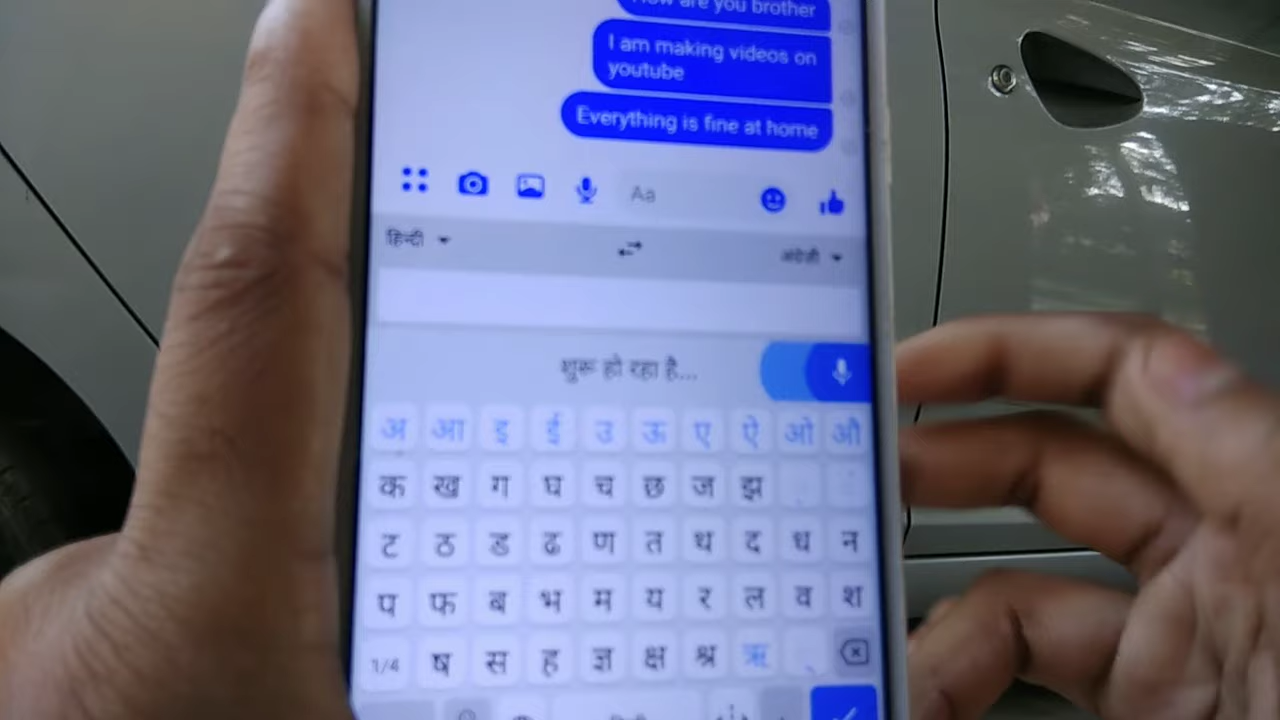 How are you brother
I am making videos on
youtube
Everything is fine at home
Aa
हिन्दी
अंग्रेज़ी
शुरू हो रहा है...
अ आ इ ई उ ऊ ए ऐ ओ औ
क ख ग घ च छ ज झ
ट ठ ड ढ ण त थ द ध न
प फ ब भ म य र ल व श
1/4 ष स ह ज्ञ क्ष श्र ऋ